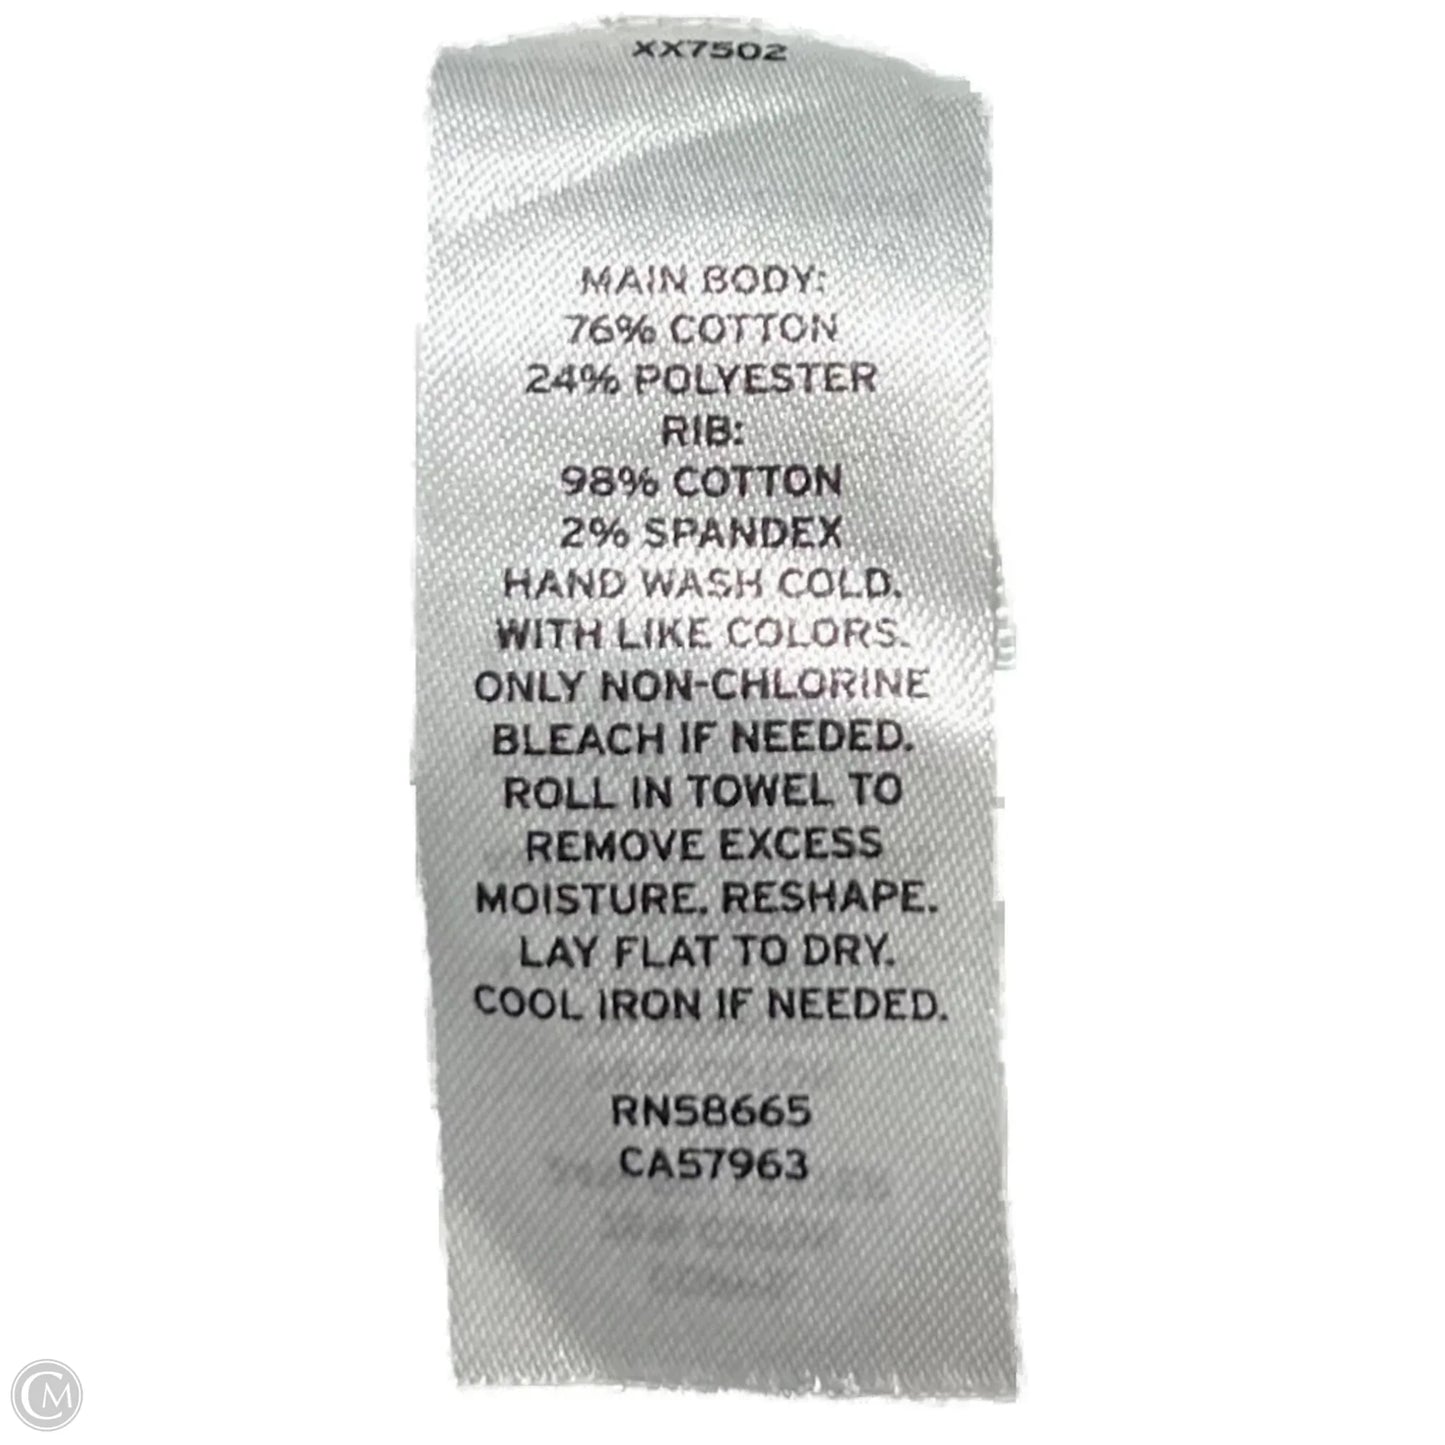 XX7502
MAIN BODY:
76% COTTON
24% POLYESTER
RIB:
98% COTTON
2% SPANDEX
HAND WASH COLD.
WITH LIKE COLORS.
ONLY NON-CHLORINE
BLEACH IF NEEDED.
ROLL IN TOWEL TO
REMOVE EXCESS
MOISTURE. RESHAPE.
LAY FLAT TO DRY.
COOL IRON IF NEEDED.
RN58665
CA57963
CM